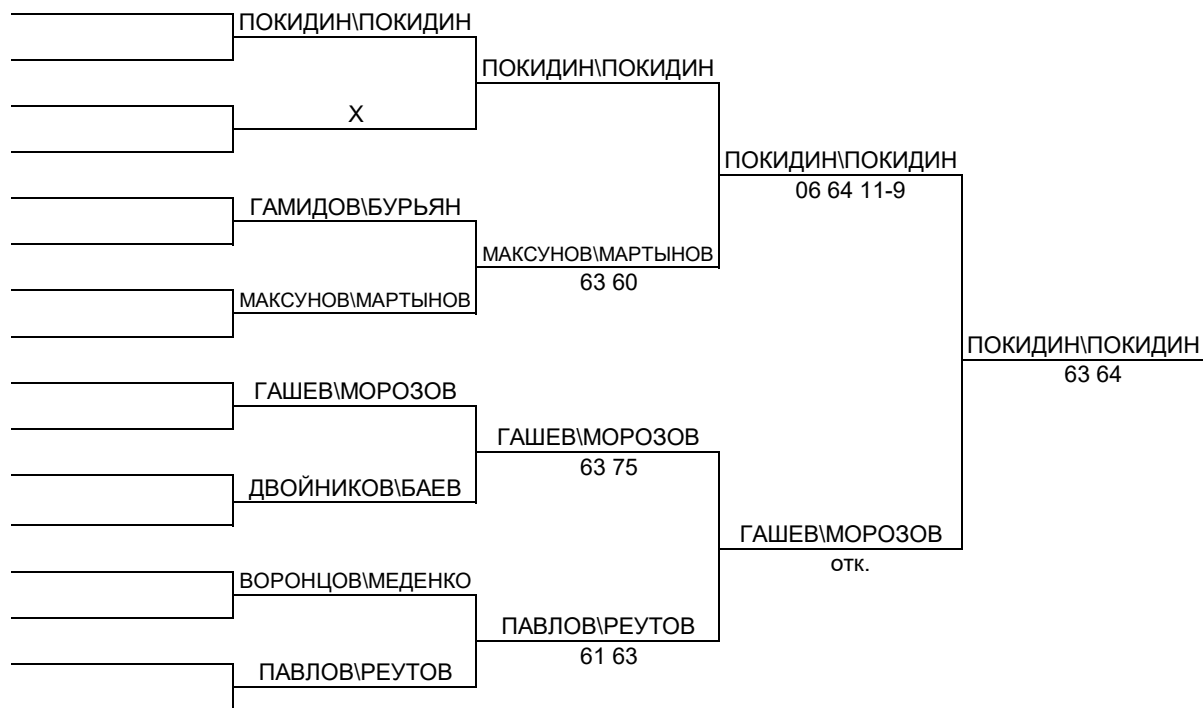 ПОКИДИН\ПОКИДИН
ПОКИДИН\ПОКИДИН
Х
ПОКИДИН\ПОКИДИН
06 64 11-9
ГАМИДОВ\БУРЬЯН
МАКСУНОВ\МАРТЫНОВ
63 60
МАКСУНОВ\МАРТЫНОВ
ПОКИДИН\ПОКИДИН
63 64
ГАШЕВ\МОРОЗОВ
ГАШЕВ\МОРОЗОВ
63 75
ДВОЙНИКОВ\БАЕВ
ГАШЕВ\МОРОЗОВ
отк.
ВОРОНЦОВ\МЕДЕНКО
ПАВЛОВ\РЕУТОВ
61 63
ПАВЛОВ\РЕУТОВ